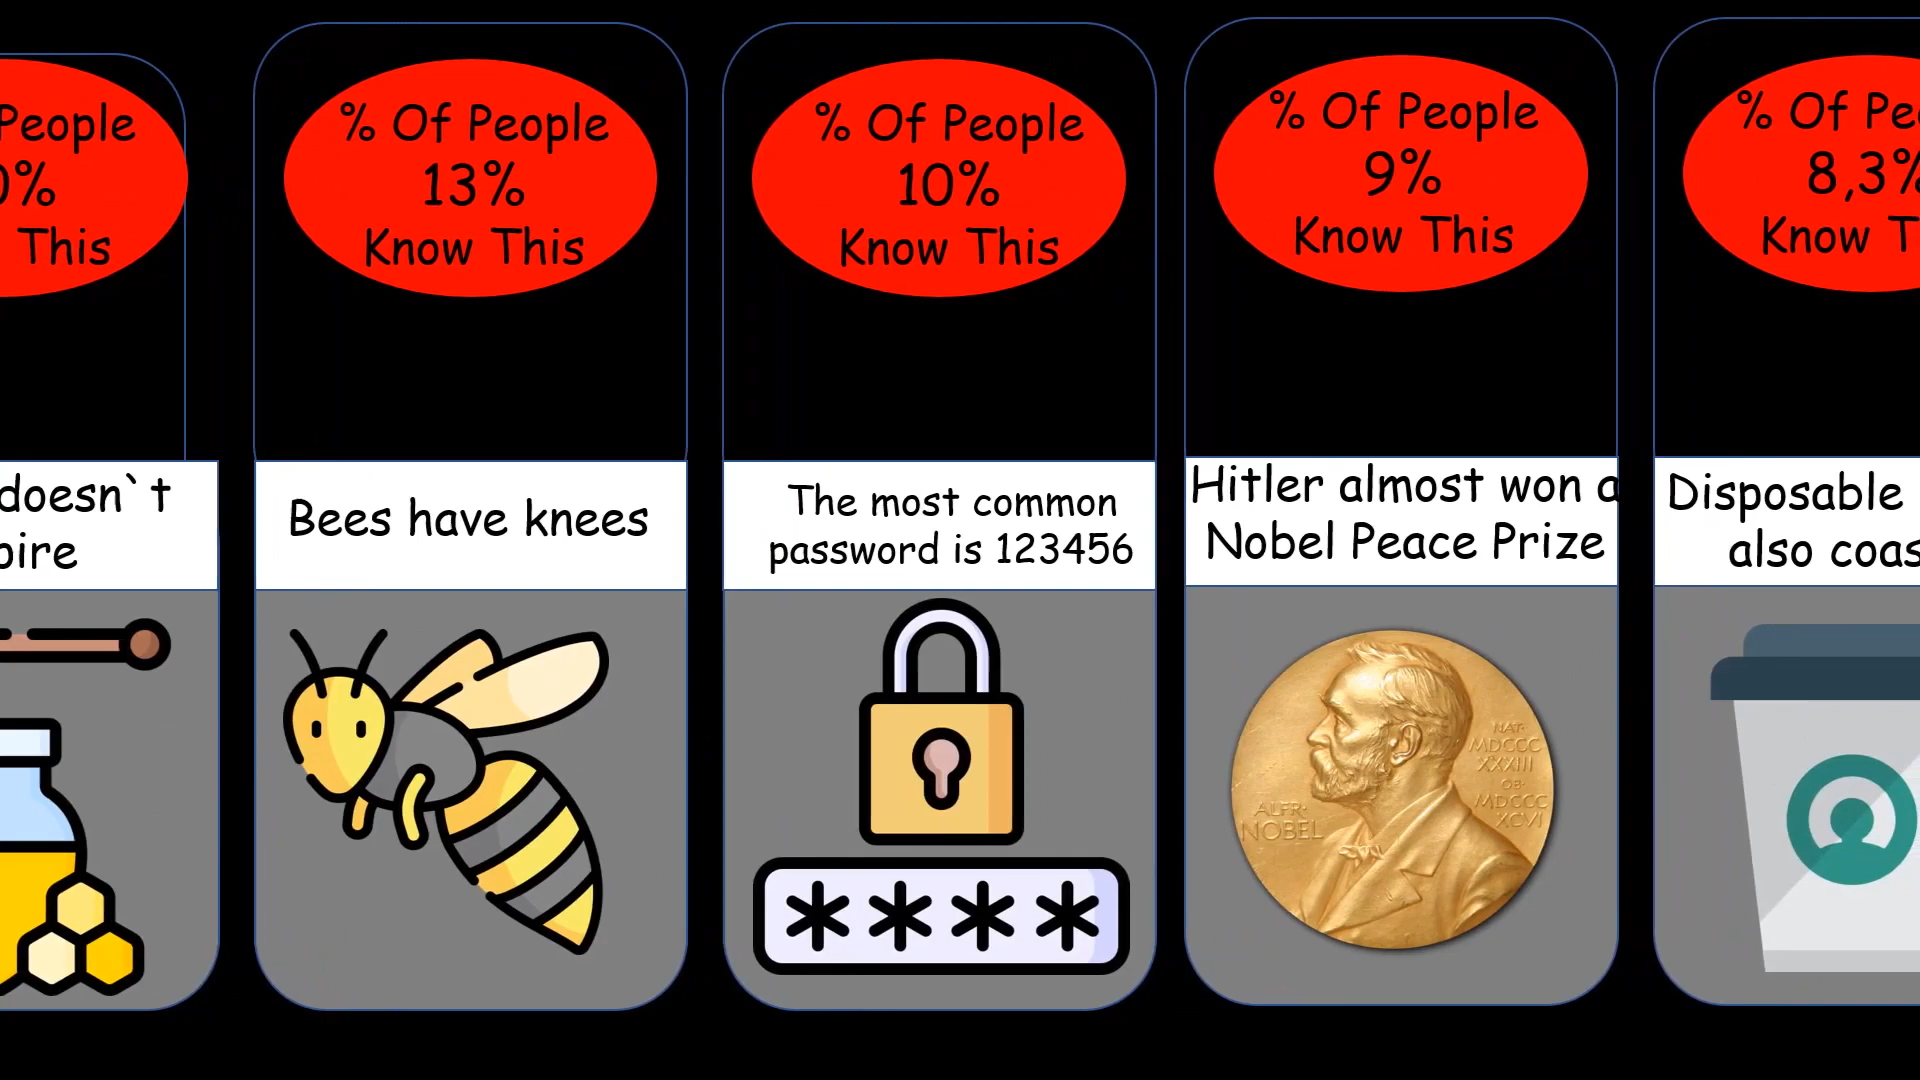 People
0%
This
doesn`t
pire
% Of People
13%
Know This
Bees have knees
% Of People
10%
Know This
The most common
password is 123456
****
% Of People
9%
Know This
Hitler almost won a
Nobel Peace Prize
ALFR·
NOBEL
NAT·
MDCCC
XXXIII
OB·
MDCCC
XCVI
% Of Pe
8,3%
Know T
Disposable
also coas